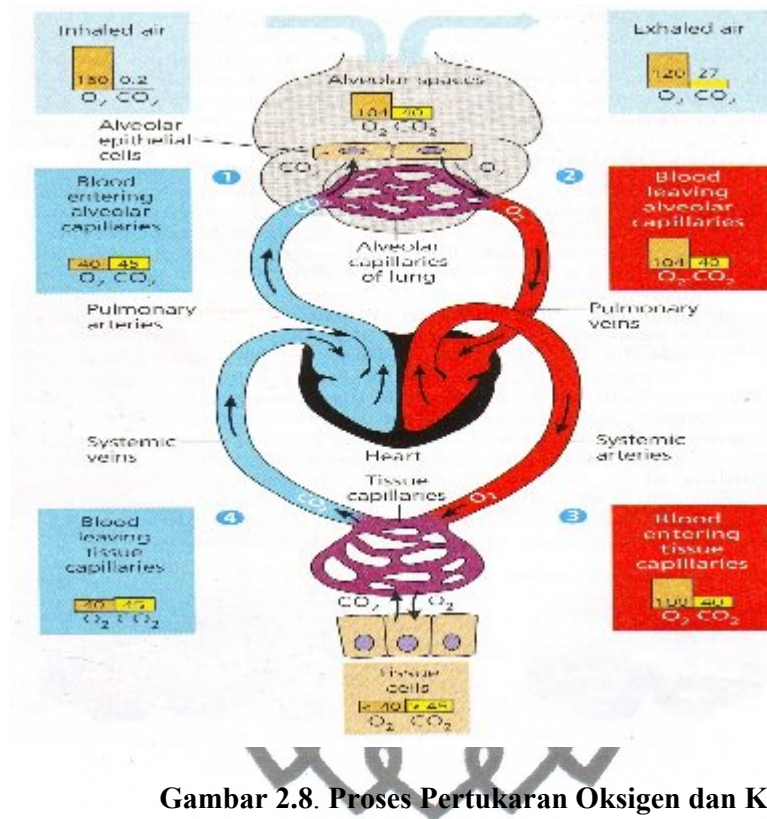 Inhaled air
160 0.2
O₂ CO₂
Exhaled air
120 27
O₂ CO₂
Alveolar spaces
104 40
O₂ CO₂
Alveolar
epithelial
cells
CO₂
O₂
1
Blood
entering
alveolar
capillaries
40 45
O₂ CO₂
2
Blood
leaving
alveolar
capillaries
104 40
O₂ CO₂
CO₂
O₂
Alveolar
capillaries
of lung
Pulmonary
arteries
Pulmonary
veins
Systemic
veins
Systemic
arteries
Heart
Tissue
capillaries
CO₂
O₂
4
Blood
leaving
tissue
capillaries
40 45
O₂ CO₂
3
Blood
entering
tissue
capillaries
100 40
O₂ CO₂
CO₂ O₂
Tissue
cells
< 40 > 45
O₂ CO₂
Gambar 2.8. Proses Pertukaran Oksigen dan K